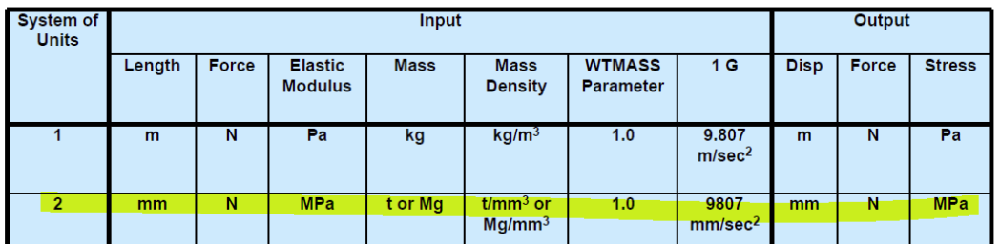 System of Units Input Output
Length Force Elastic Modulus Mass Mass Density WTMASS Parameter 1 G Disp Force Stress
1 m N Pa kg kg/m³ 1.0 9.807 m/sec² m N Pa
2 mm N MPa t or Mg t/mm³ or Mg/mm³ 1.0 9807 mm/sec² mm N MPa